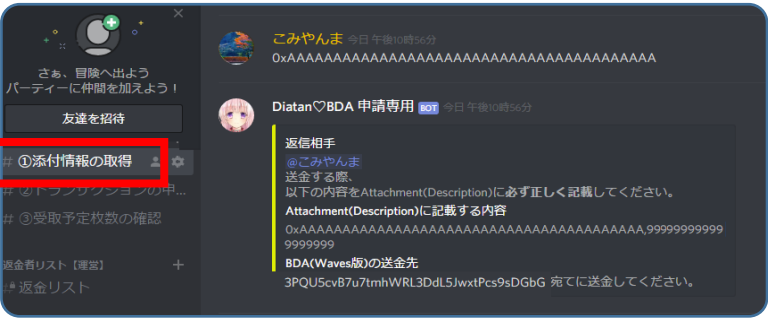 さぁ、冒険へ出よう
パーティーに仲間を加えよう！
友達を招待
# ①添付情報の取得
# ②トランザクションの申...
# ③受取予定枚数の確認
返金者リスト【運営】
返金リスト
こみやんま 今日 午後10時56分
0xAAAAAAAAAAAAAAAAAAAAAAAAAAAAAAAAAAAAAAAA
Diatan♡BDA 申請専用 BOT 今日 午後10時56分
返信相手
@こみやんま
送金する際、
以下の内容をAttachment(Description)に必ず正しく記載してください。
Attachment(Description)に記載する内容
0xAAAAAAAAAAAAAAAAAAAAAAAAAAAAAAAAAAAAAAAA,99999999999
9999999
BDA(Waves版)の送金先
3PQU5cvB7u7tmhWRL3DdL5JwxtPcs9sDGbG 宛てに送金してください。